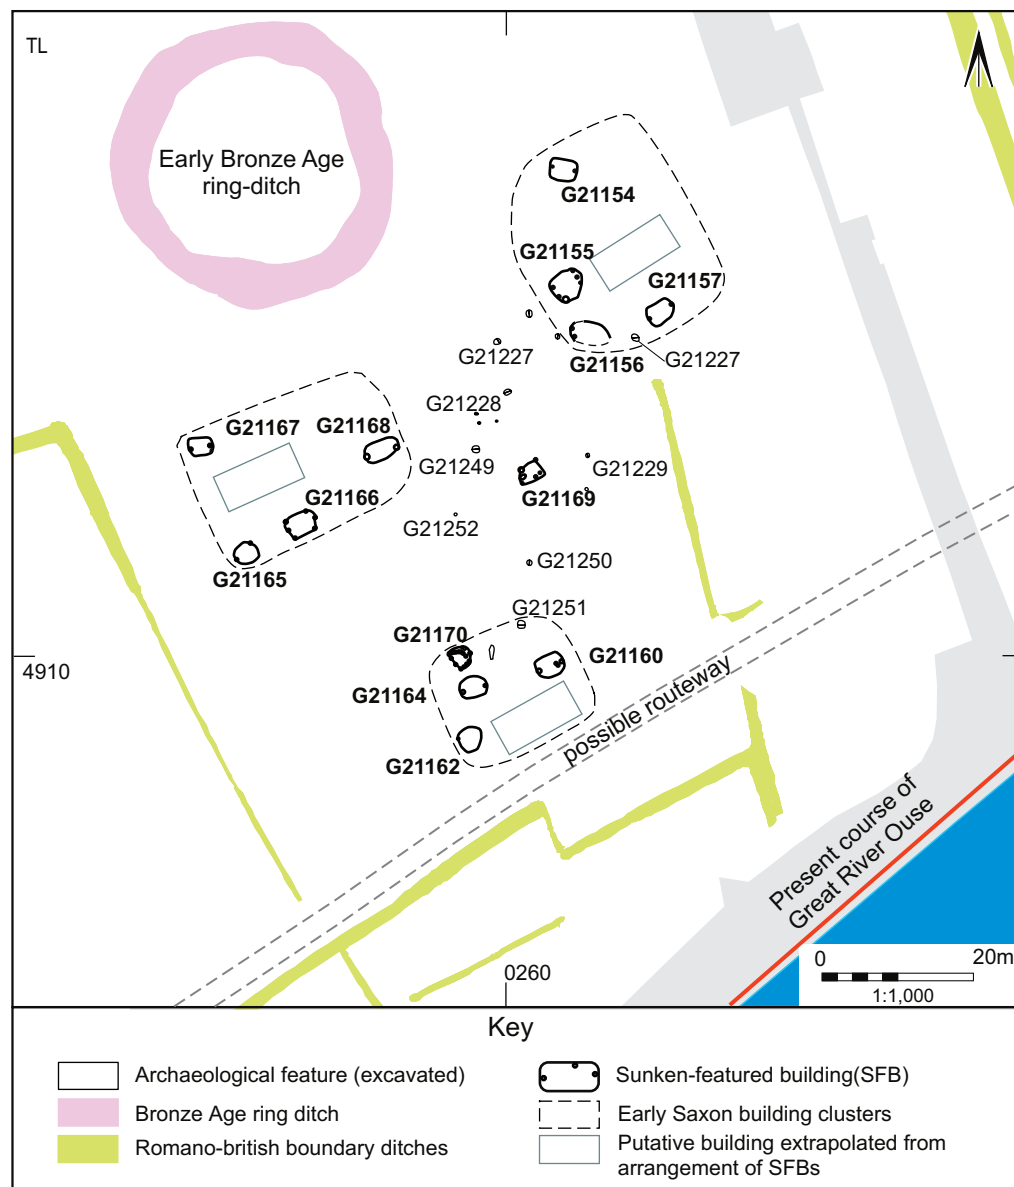 TL
Early Bronze Age
ring-ditch
G21154
G21155
G21157
G21227
G21156
G21227
G21228
G21167
G21168
G21249
G21229
G21166
G21169
G21252
G21165
G21250
G21251
G21170
G21160
4910
G21164
possible routeway
G21162
Present course of
Great River Ouse
0260
0
20m
1:1,000
Key
Archaeological feature (excavated)
Bronze Age ring ditch
Romano-british boundary ditches
Sunken-featured building(SFB)
Early Saxon building clusters
Putative building extrapolated from
arrangement of SFBs